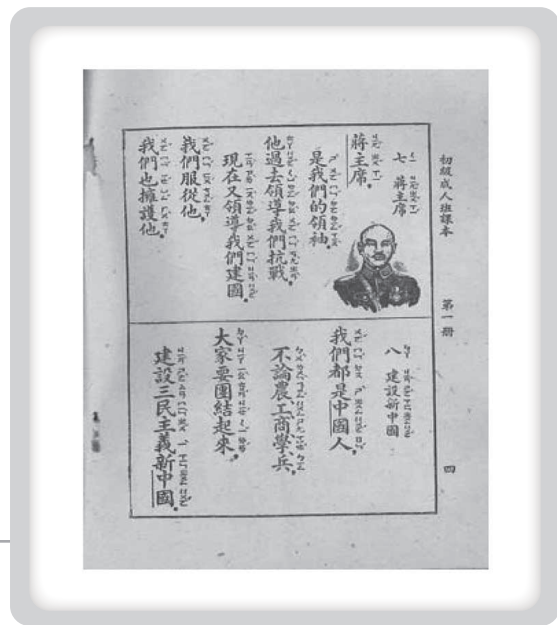 初級成人班課本 第一册 四
七 蔣主席
蔣主席,
是我們的領袖。
他過去領導我們抗戰,
現在又領導我們建國。
我們服從他,
我們也擁護他。
八 建設新中國
我們都是中國人,
不論農工商學兵,
大家要團結起來,
建設三民主義新中國。